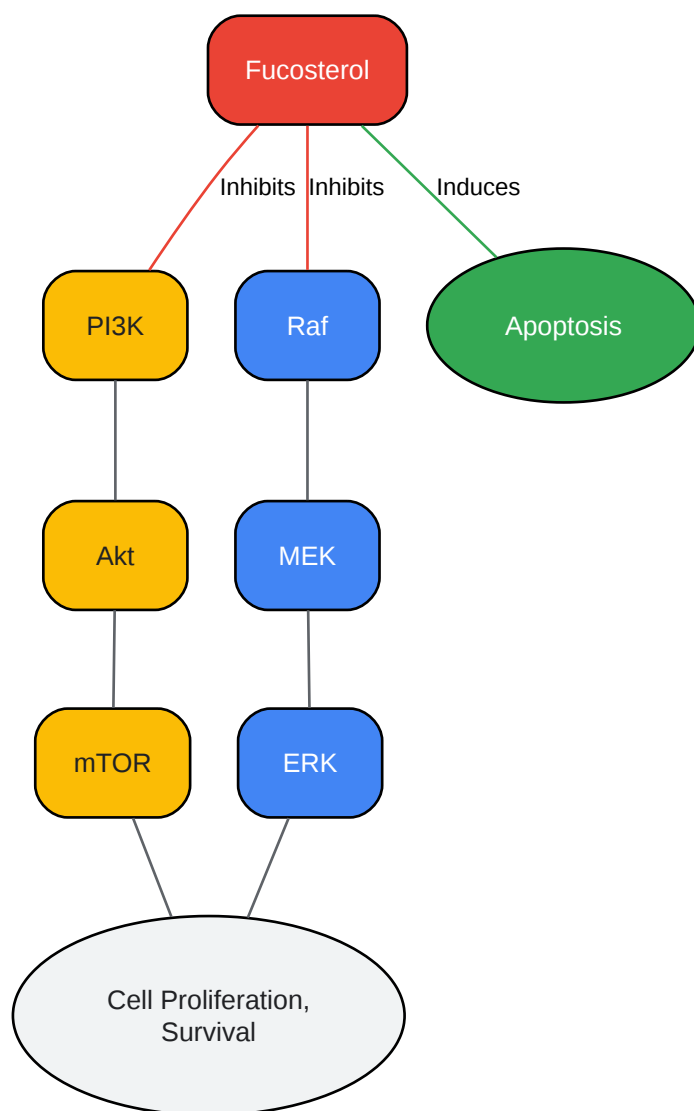 Fucosterol
Inhibits
Inhibits
Induces
PI3K
Raf
Apoptosis
Akt
MEK
mTOR
ERK
Cell Proliferation,
Survival